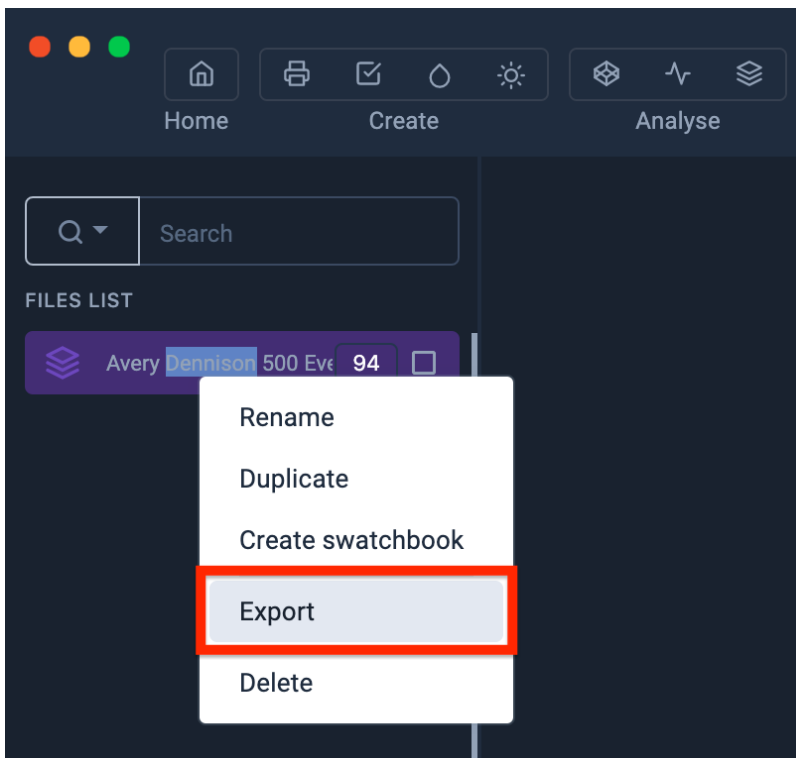 Home
Create
Analyse
Search
FILES LIST
Avery Dennison 500 Eve 94
Rename
Duplicate
Create swatchbook
Export
Delete